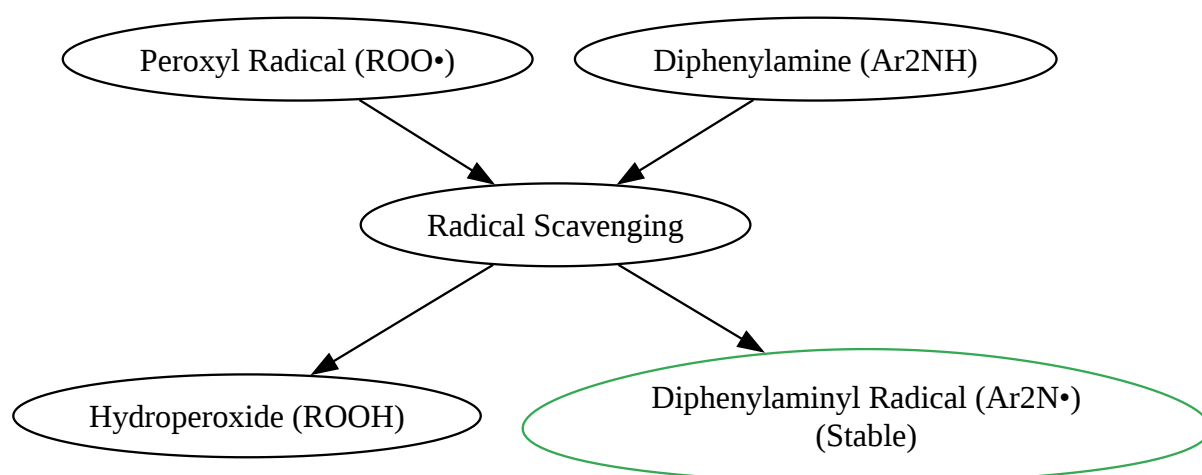 Peroxyl Radical (ROO•)
Diphenylamine (Ar2NH)
Radical Scavenging
Hydroperoxide (ROOH)
Diphenylaminyl Radical (Ar2N•)
(Stable)